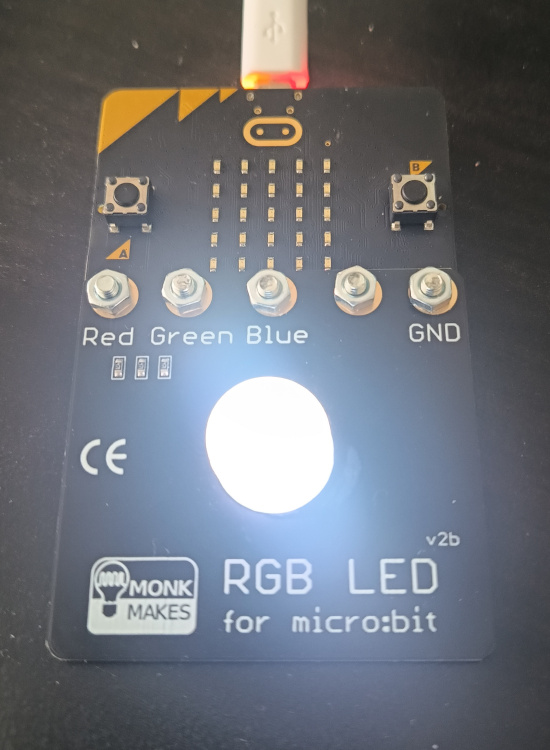 B
A
Red Green Blue GND
CE
v2b
RGB LED
MONK
MAKES
for micro:bit